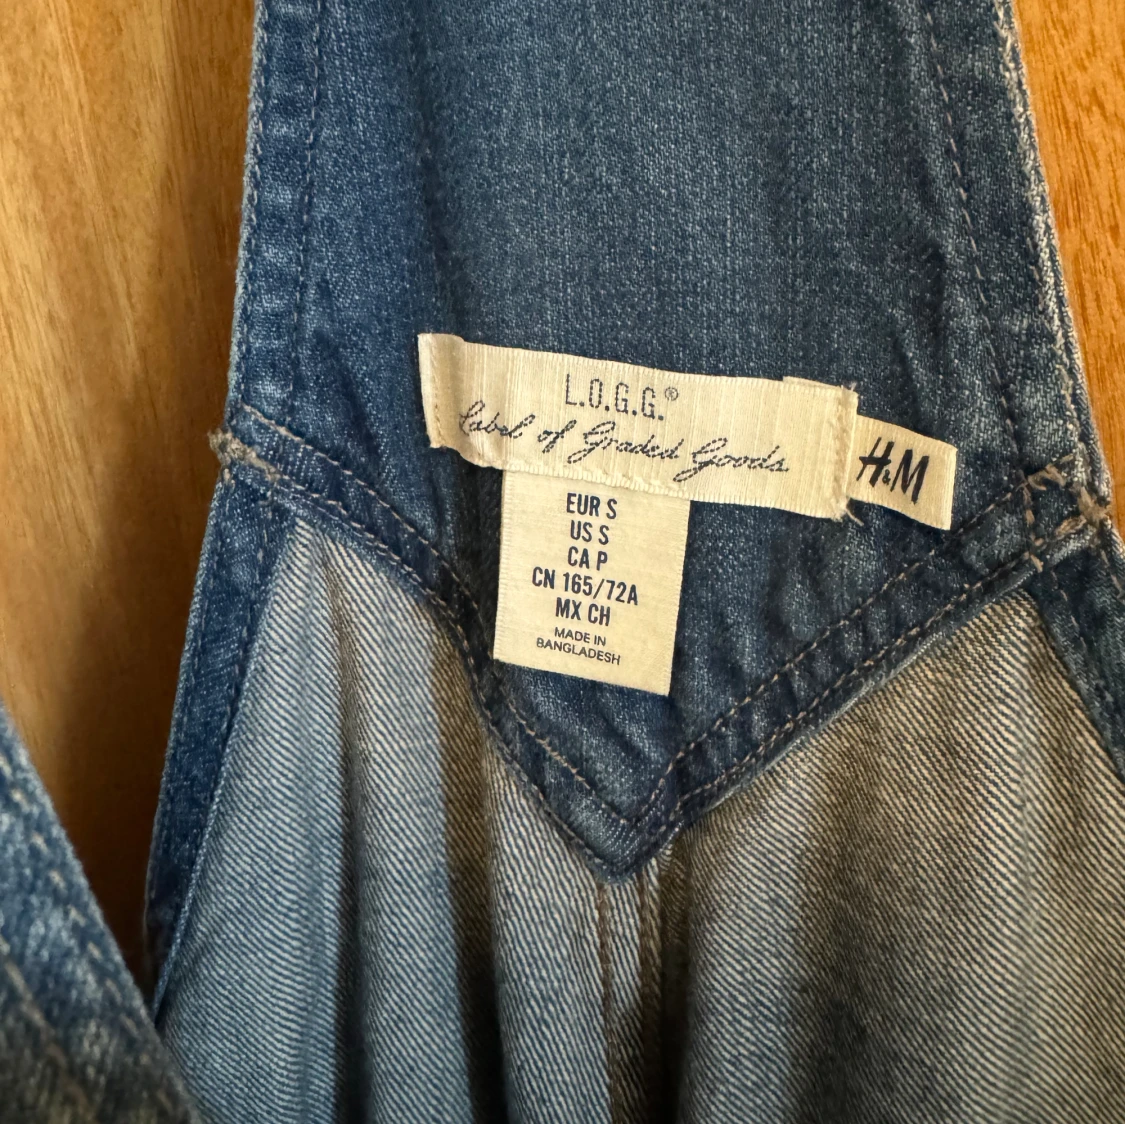 L.O.G.G.®
Label of Graded Goods
H&M
EUR S
US S
CA P
CN 165/72A
MX CH
MADE IN
BANGLADESH